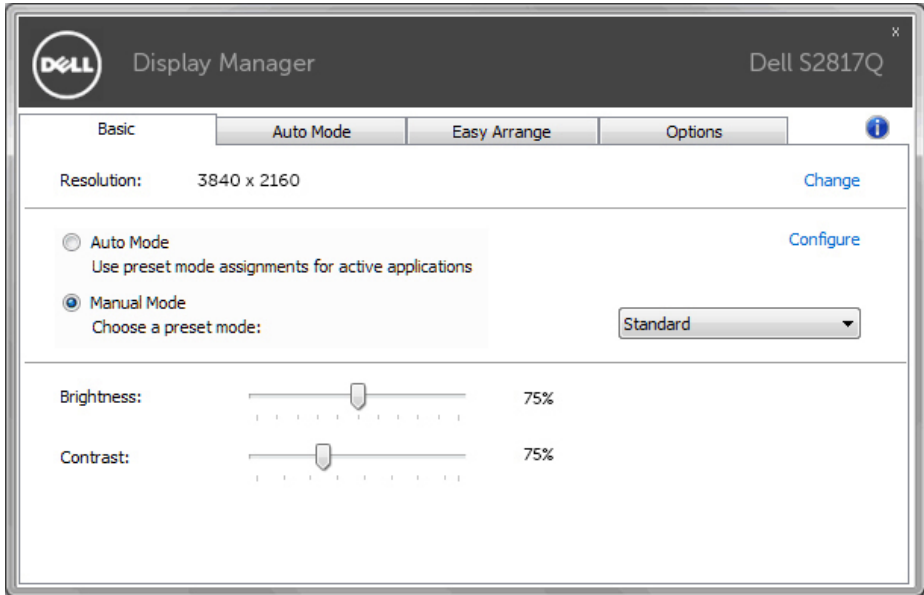 x
DELL Display Manager Dell S2817Q
Basic Auto Mode Easy Arrange Options i
Resolution: 3840 x 2160 Change
Auto Mode Configure
Use preset mode assignments for active applications
Manual Mode
Choose a preset mode: Standard
Brightness: 75%
Contrast: 75%